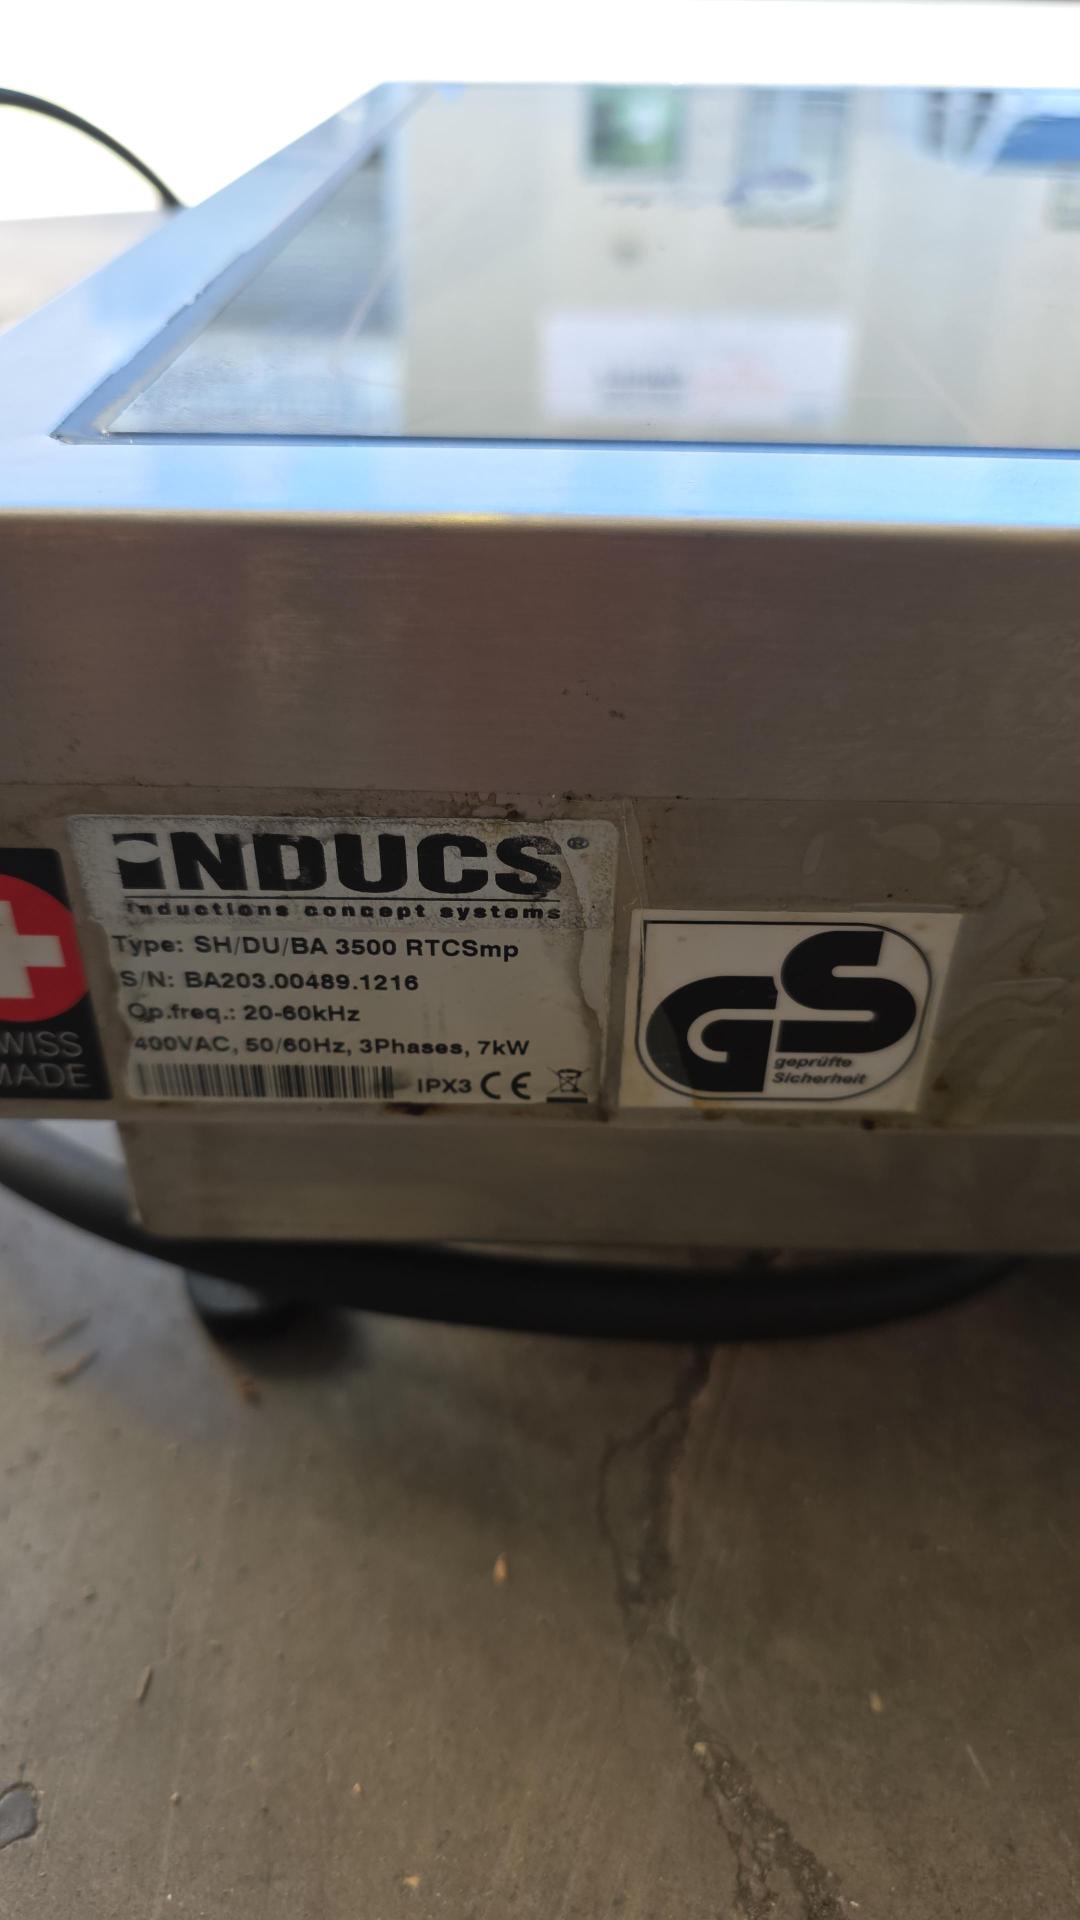 INDUCS®
inductions concept systems
Type: SH/DU/BA 3500 RTCSmp
S/N: BA203.00489.1216
Op.freq.: 20-60kHz
400VAC, 50/60Hz, 3Phases, 7kW
IPX3 CE
WISS
MADE
GS
geprüfte
Sicherheit